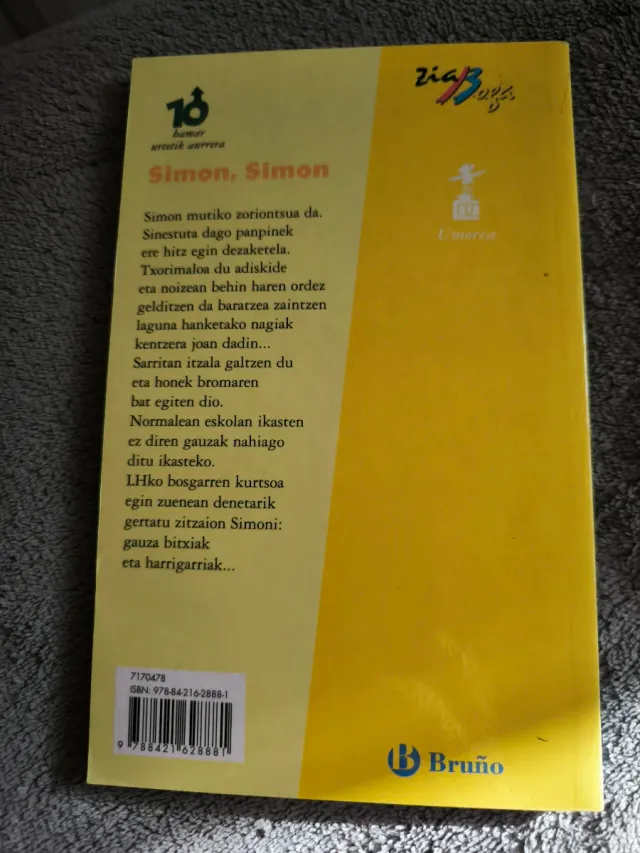 10
hamar
urtetik aurrera
ziaBoga
Simon, Simon
Umorea
Simon mutiko zoriontsua da.
Sinestuta dago panpinek
ere hitz egin dezaketela.
Txorimaloa du adiskide
eta noizean behin haren ordez
gelditzen da baratzea zaintzen
laguna hanketako nagiak
kentzera joan dadin...
Sarritan itzala galtzen du
eta honek bromaren
bat egiten dio.
Normalean eskolan ikasten
ez diren gauzak nahiago
ditu ikasteko.
LHko bosgarren kurtsoa
egin zuenean denetarik
gertatu zitzaion Simoni:
gauza bitxiak
eta harrigarriak...
7170478
ISBN: 978-84-216-2888-1
9 788421 628881
B Bruño